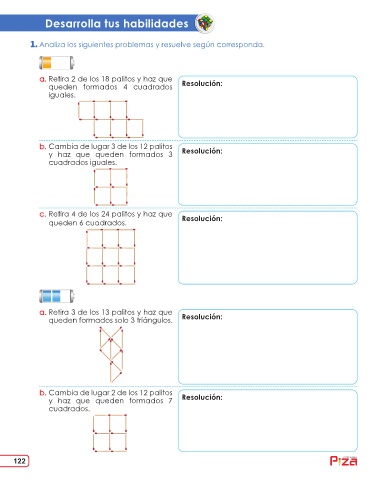 Desarrolla tus habilidades
1. Analiza los siguientes problemas y resuelve según corresponda.
a. Retira 2 de los 18 palitos y haz que
queden formados 4 cuadrados
iguales.
Resolución:
b. Cambia de lugar 3 de los 12 palitos
y haz que queden formados 3
cuadrados iguales.
Resolución:
c. Retira 4 de los 24 palitos y haz que
queden 6 cuadrados.
Resolución:
a. Retira 3 de los 13 palitos y haz que
queden formados solo 3 triángulos.
Resolución:
b. Cambia de lugar 2 de los 12 palitos
y haz que queden formados 7
cuadrados.
Resolución:
122